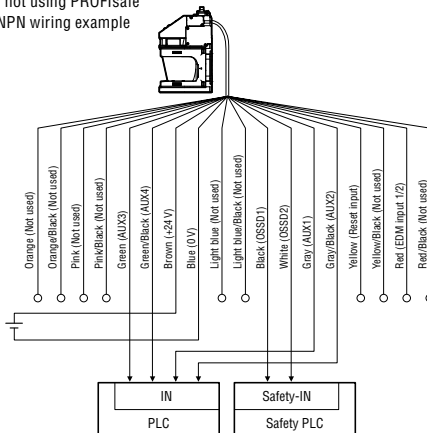 not using PROFIsafe
NPN wiring example
Orange (Not used)
Orange/Black (Not used)
Pink (Not used)
Pink/Black (Not used)
Green (AUX3)
Green/Black (AUX4)
Brown (+24 V)
Blue (0 V)
Light blue (Not used)
Light blue/Black (Not used)
Black (OSSD1)
White (OSSD2)
Gray (AUX1)
Gray/Black (AUX2)
Yellow (Reset input)
Yellow/Black (Not used)
Red (EDM input 1/2)
Red/Black (Not used)
IN
PLC
Safety-IN
Safety PLC